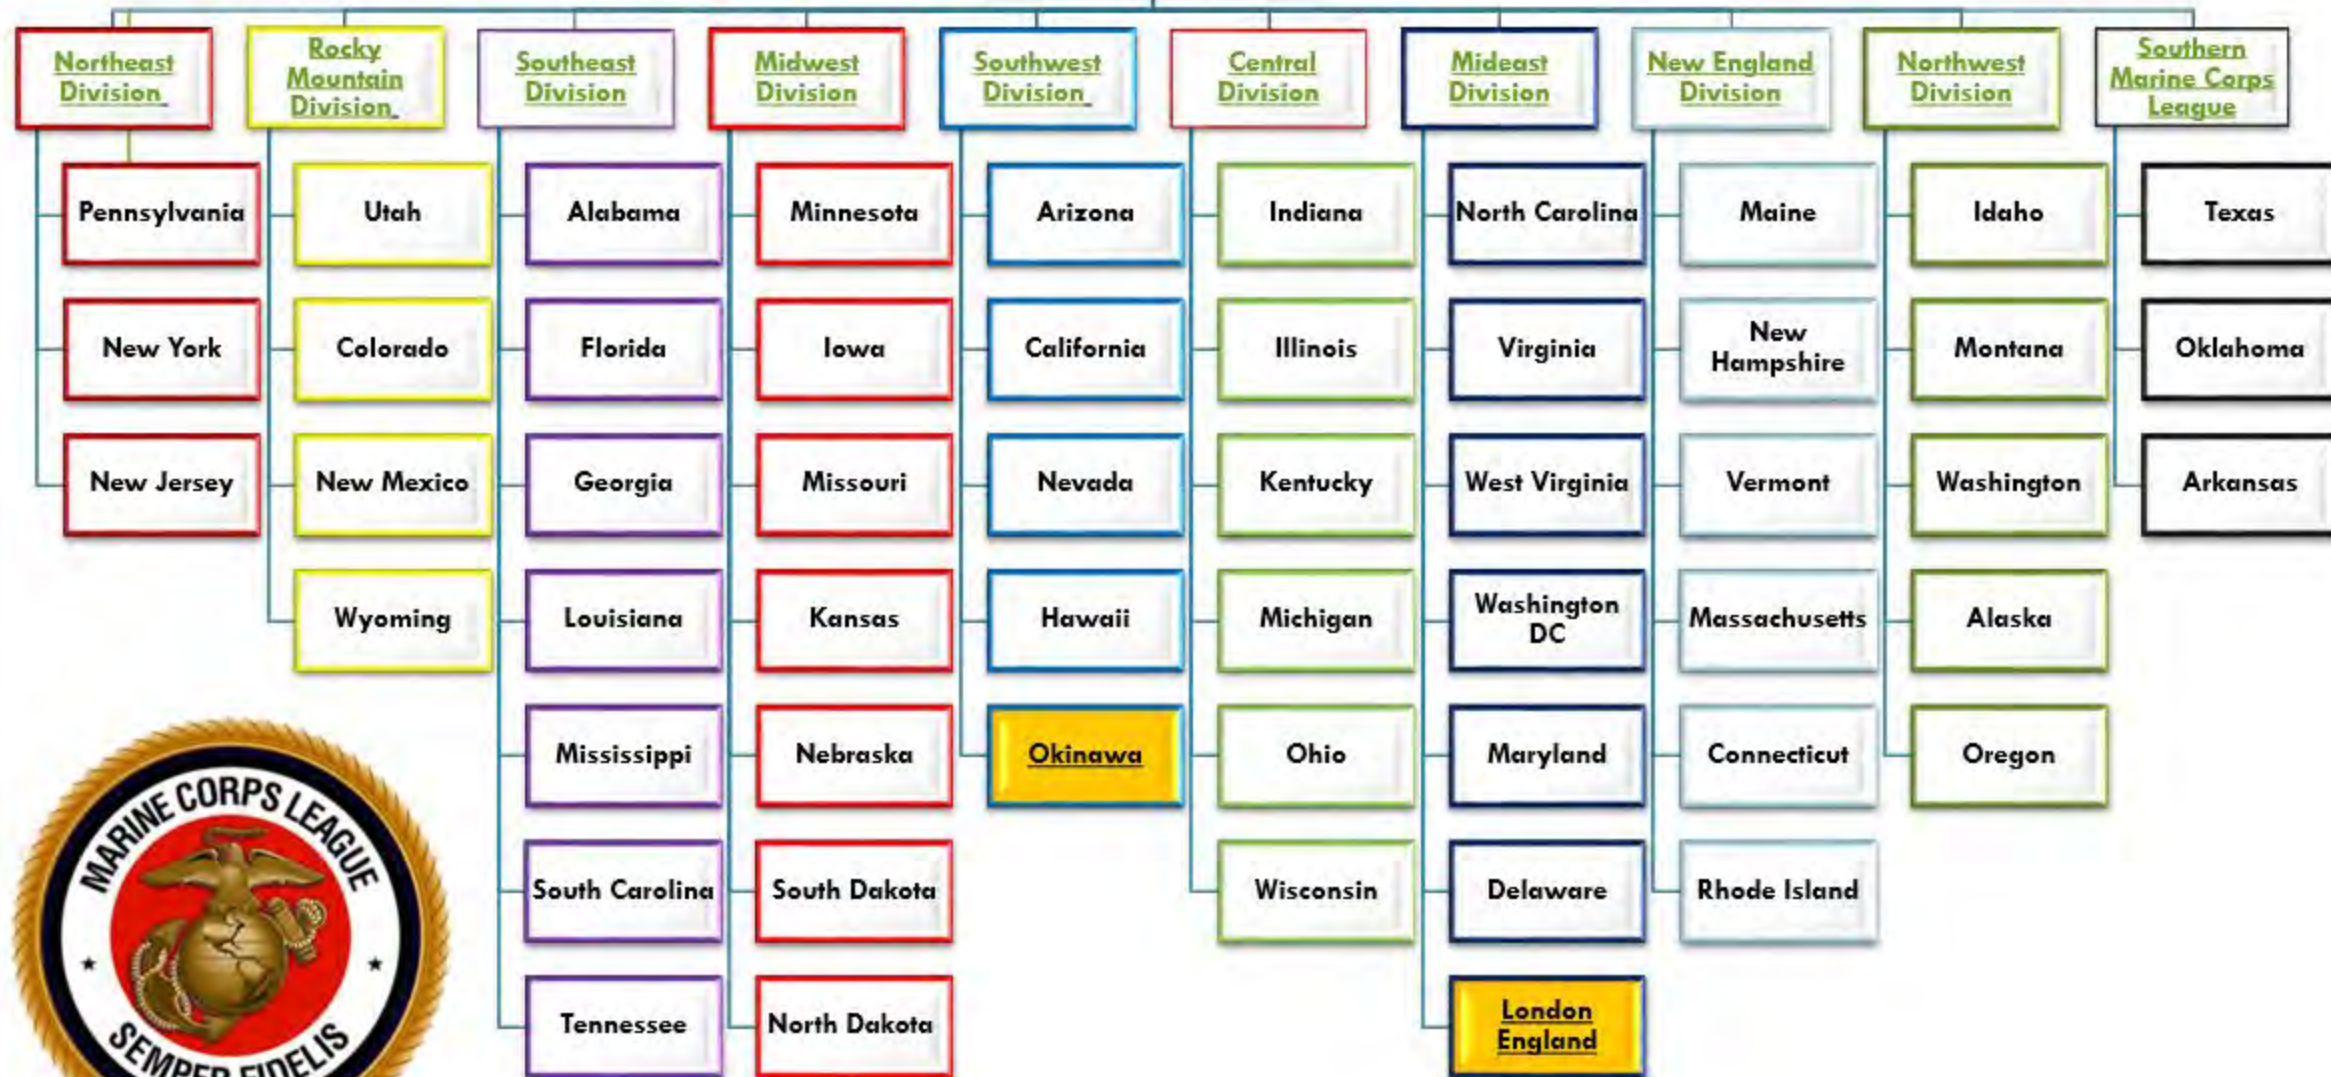 Northeast
Division
Rocky
Mountain
Division
Southeast
Division
Midwest
Division
Southwest
Division
Central
Division
Mideast
Division
New England
Division
Northwest
Division
Southern
Marine Corps
League
Pennsylvania
New York
New Jersey
Utah
Colorado
New Mexico
Wyoming
Alabama
Florida
Georgia
Louisiana
Mississippi
South Carolina
Tennessee
Minnesota
Iowa
Missouri
Kansas
Nebraska
South Dakota
North Dakota
Arizona
California
Nevada
Hawaii
Okinawa
Indiana
Illinois
Kentucky
Michigan
Ohio
Wisconsin
North Carolina
Virginia
West Virginia
Washington
DC
Maryland
Delaware
London
England
Maine
New
Hampshire
Vermont
Massachusetts
Connecticut
Rhode Island
Idaho
Montana
Washington
Alaska
Oregon
Texas
Oklahoma
Arkansas
MARINE CORPS LEAGUE
SEMPER FIDELIS